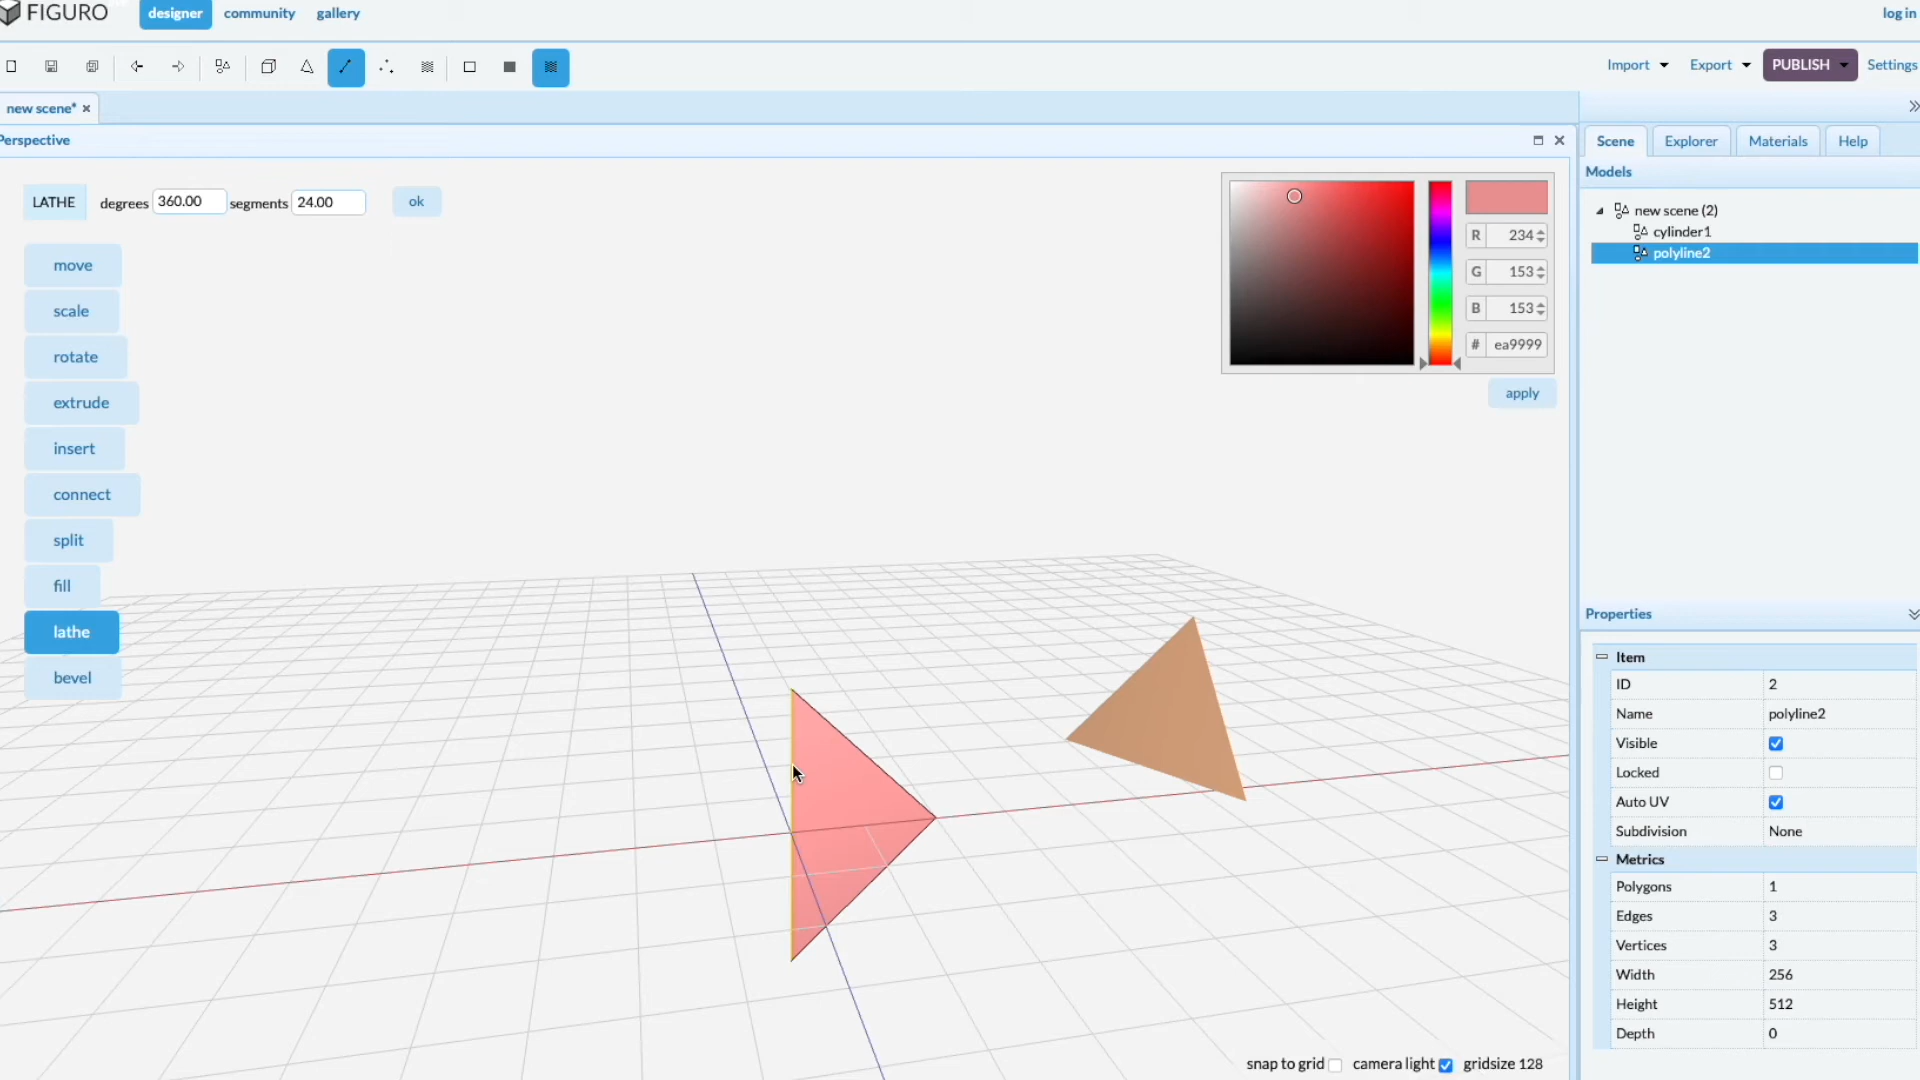 FIGURO
designer
community
gallery
log in
Import
Export
PUBLISH
Settings
new scene*
Perspective
LATHE degrees 360.00 segments 24.00 ok
move
scale
rotate
extrude
insert
connect
split
fill
lathe
bevel
R 234
G 153
B 153
# ea9999
apply
snap to grid camera light gridsize 128
Scene Explorer Materials Help
Models
new scene (2)
cylinder1
polyline2
Properties
Item
ID 2
Name polyline2
Visible
Locked
Auto UV
Subdivision None
Metrics
Polygons 1
Edges 3
Vertices 3
Width 256
Height 512
Depth 0